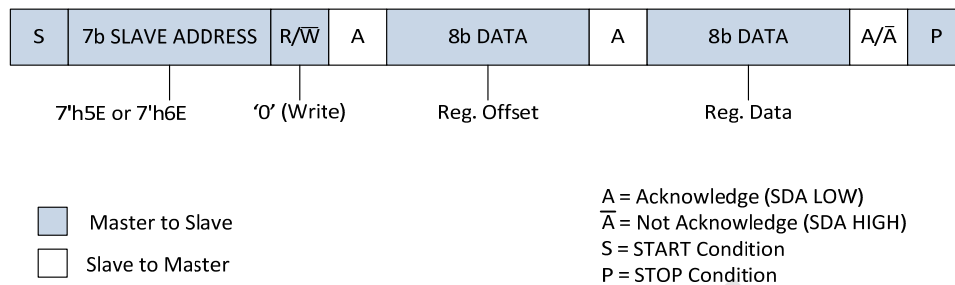 S 7b SLAVE ADDRESS R/W̅ A 8b DATA A 8b DATA A/A̅ P
7'h5E or 7'h6E '0' (Write) Reg. Offset Reg. Data
Master to Slave
Slave to Master
A = Acknowledge (SDA LOW)
A̅ = Not Acknowledge (SDA HIGH)
S = START Condition
P = STOP Condition